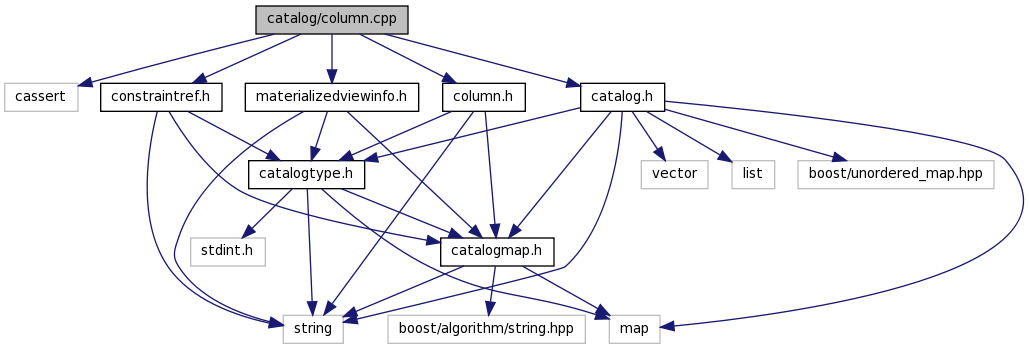 catalog/column.cpp
cassert
constraintref.h
materializedviewinfo.h
column.h
catalog.h
catalogtype.h
vector
list
boost/unordered_map.hpp
stdint.h
catalogmap.h
string
boost/algorithm/string.hpp
map